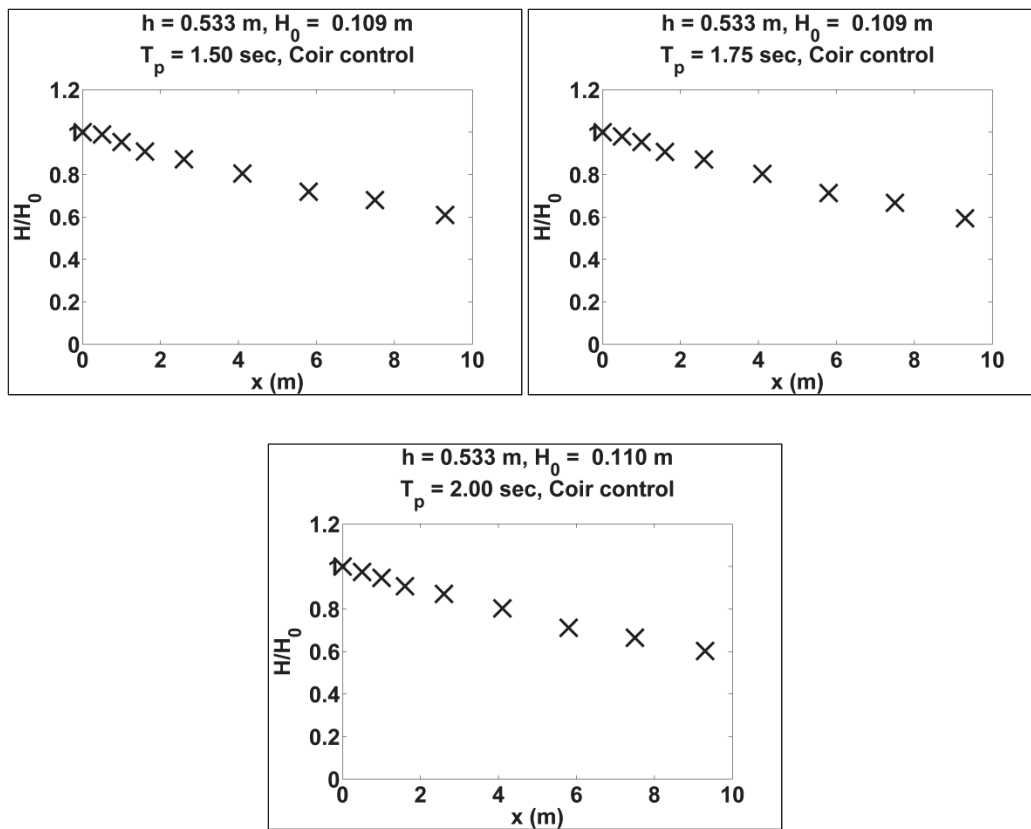 h = 0.533 m, H0 = 0.109 m
Tp = 1.50 sec, Coir control
1.2
1
0.8
0.6
0.4
0.2
0
H/H0
0 2 4 6 8 10
x (m)
h = 0.533 m, H0 = 0.109 m
Tp = 1.75 sec, Coir control
1.2
1
0.8
0.6
0.4
0.2
0
H/H0
0 2 4 6 8 10
x (m)
h = 0.533 m, H0 = 0.110 m
Tp = 2.00 sec, Coir control
1.2
1
0.8
0.6
0.4
0.2
0
H/H0
0 2 4 6 8 10
x (m)